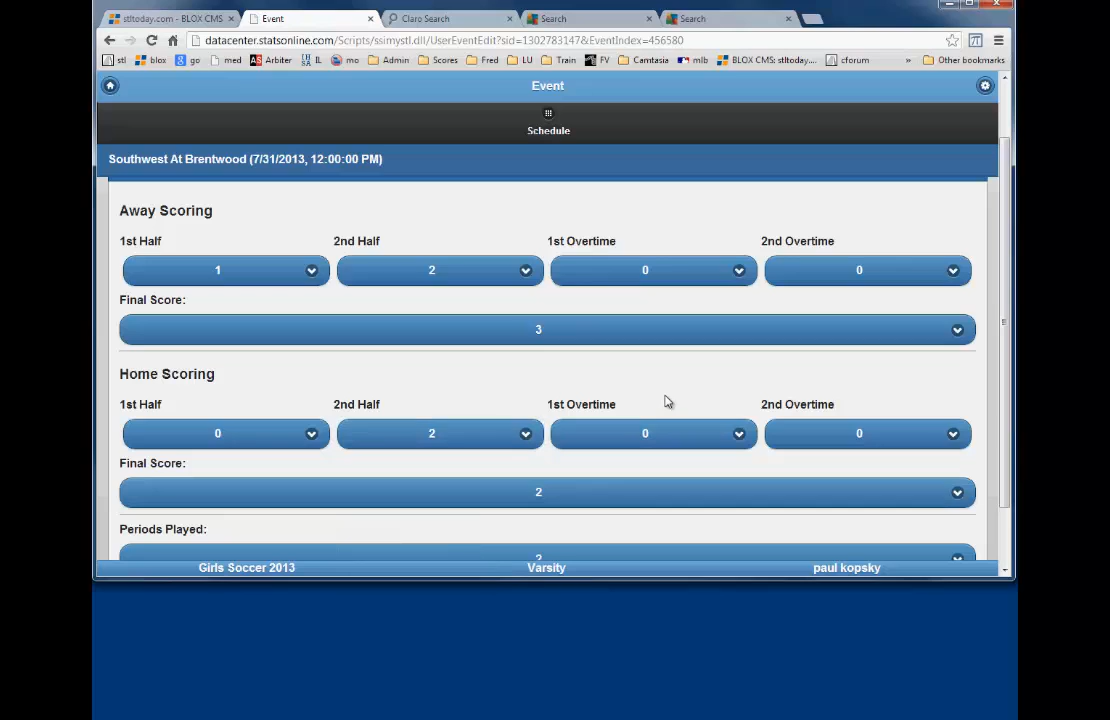 stltoday.com - BLOX CMS × Event × Claro Search × Search × Search ×
datacenter.statsonline.com/Scripts/ssimystl.dll/UserEventEdit?sid=1302783147&EventIndex=456580
stl blox go med Arbiter IL mo Admin Scores Fred LU Train FV Camtasia mlb BLOX CMS: stltoday.... cforum » Other bookmarks
Event
Schedule
Southwest At Brentwood (7/31/2013, 12:00:00 PM)
Away Scoring
1st Half 2nd Half 1st Overtime 2nd Overtime
1 2 0 0
Final Score:
3
Home Scoring
1st Half 2nd Half 1st Overtime 2nd Overtime
0 2 0 0
Final Score:
2
Periods Played:
2
Girls Soccer 2013 Varsity paul kopsky